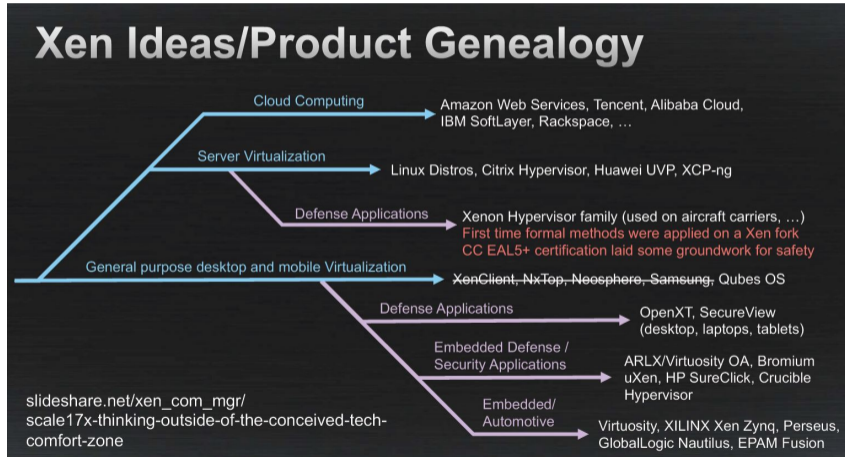 Xen Ideas/Product Genealogy
Cloud Computing
Amazon Web Services, Tencent, Alibaba Cloud,
IBM SoftLayer, Rackspace, …
Server Virtualization
Linux Distros, Citrix Hypervisor, Huawei UVP, XCP-ng
Defense Applications
Xenon Hypervisor family (used on aircraft carriers, …)
First time formal methods were applied on a Xen fork
CC EAL5+ certification laid some groundwork for safety
General purpose desktop and mobile Virtualization
XenClient, NxTop, Neosphere, Samsung, Qubes OS
Defense Applications
OpenXT, SecureView
(desktop, laptops, tablets)
Embedded Defense /
Security Applications
ARLX/Virtuosity OA, Bromium
uXen, HP SureClick, Crucible
Hypervisor
Embedded/
Automotive
Virtuosity, XILINX Xen Zynq, Perseus,
GlobalLogic Nautilus, EPAM Fusion
slideshare.net/xen_com_mgr/
scale17x-thinking-outside-of-the-conceived-tech-
comfort-zone